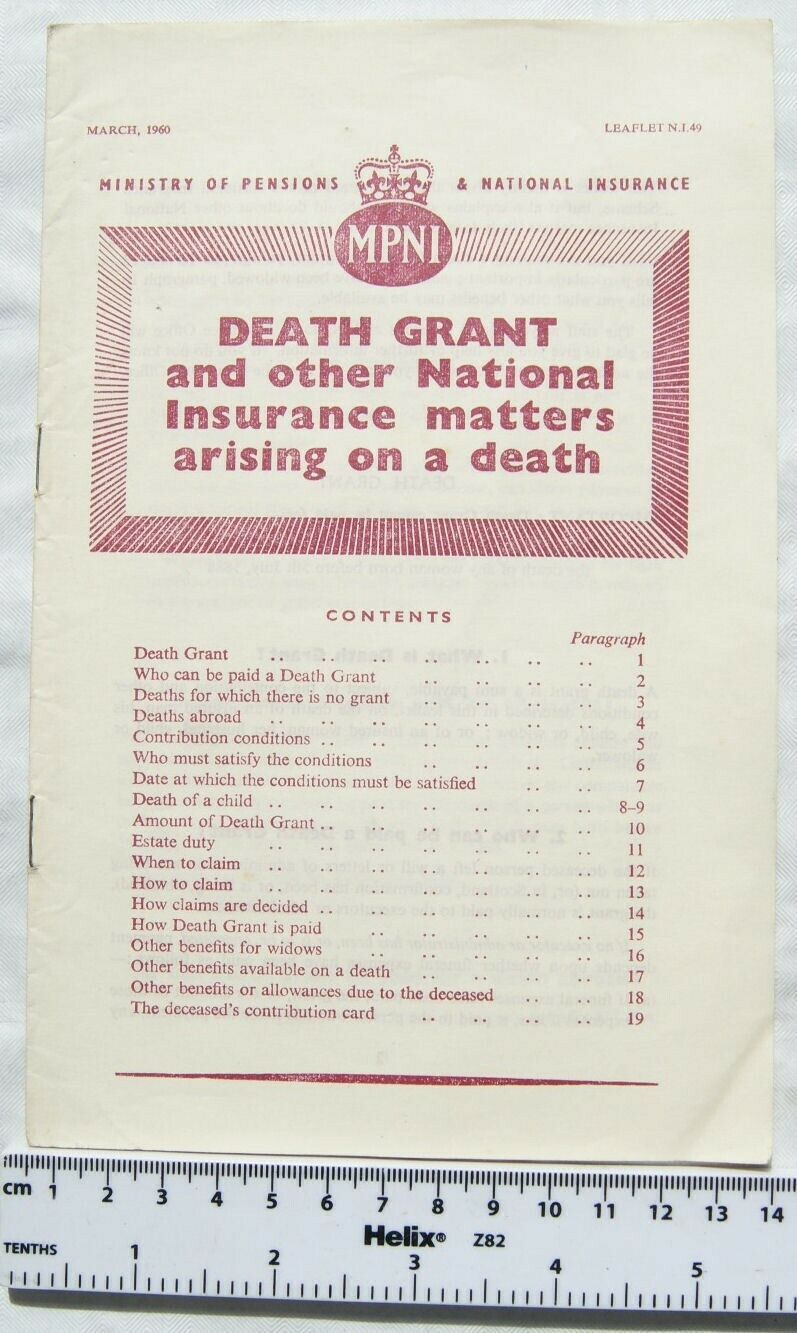 MARCH, 1960
LEAFLET N.I.49
MINISTRY OF PENSIONS & NATIONAL INSURANCE
MPNI
DEATH GRANT
and other National
Insurance matters
arising on a death
CONTENTS
Paragraph
Death Grant .. .. .. .. .. .. .. 1
Who can be paid a Death Grant .. .. .. .. 2
Deaths for which there is no grant .. .. .. .. 3
Deaths abroad .. .. .. .. .. .. .. 4
Contribution conditions .. .. .. .. .. .. 5
Who must satisfy the conditions .. .. .. .. 6
Date at which the conditions must be satisfied .. .. 7
Death of a child .. .. .. .. .. .. .. 8–9
Amount of Death Grant .. .. .. .. .. .. 10
Estate duty .. .. .. .. .. .. .. 11
When to claim .. .. .. .. .. .. .. 12
How to claim .. .. .. .. .. .. .. 13
How claims are decided .. .. .. .. .. .. 14
How Death Grant is paid .. .. .. .. .. 15
Other benefits for widows .. .. .. .. .. 16
Other benefits available on a death .. .. .. .. 17
Other benefits or allowances due to the deceased .. .. 18
The deceased's contribution card .. .. .. .. 19
cm 1 2 3 4 5 6 7 8 9 10 11 12 13 14
Helix® Z82
TENTHS 1 2 3 4 5